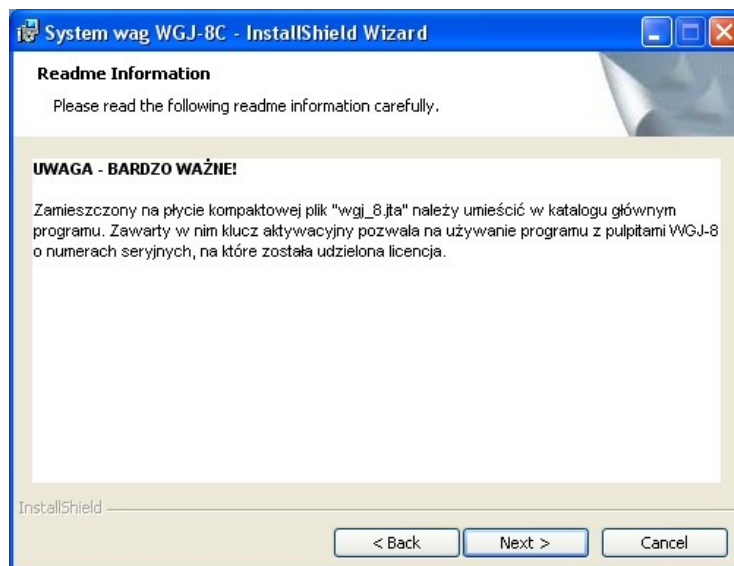 System wag WGJ-8C - InstallShield Wizard
Readme Information
Please read the following readme information carefully.
UWAGA - BARDZO WAŻNE!
Zamieszczony na płycie kompaktowej plik "wgj_8.jta" należy umieścić w katalogu głównym
programu. Zawarty w nim klucz aktywacyjny pozwala na używanie programu z pulpitami WGJ-8
o numerach seryjnych, na które została udzielona licencja.
InstallShield
< Back Next > Cancel